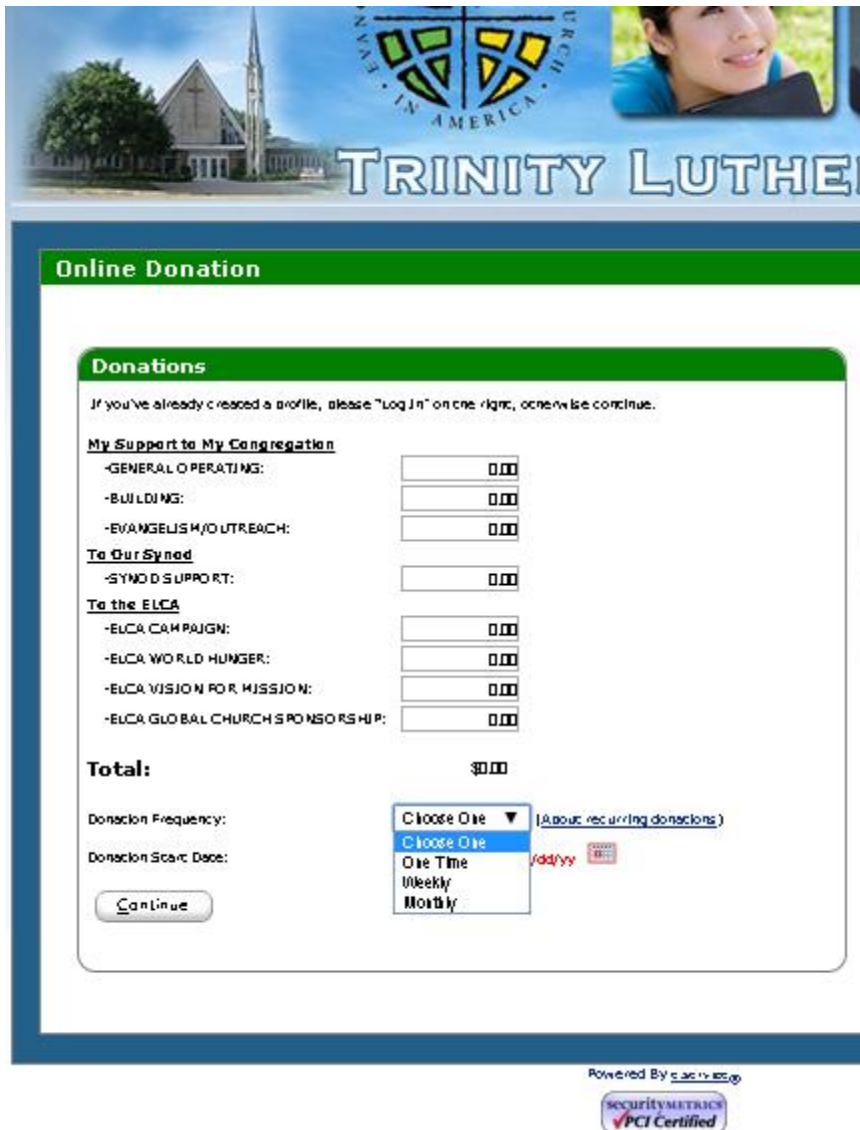 EVAN
IN AMERICA
URCH
TRINITY LUTHE
Online Donation
Donations
If you've already created a profile, please "Log In" on the right, otherwise continue.
My Support to My Congregation
-GENERAL OPERATING: 0.00
-BUILDING: 0.00
-EVANGELISM/OUTREACH: 0.00
To Our Synod
-SYNOD SUPPORT: 0.00
To the ELCA
-ELCA CAMPAIGN: 0.00
-ELCA WORLD HUNGER: 0.00
-ELCA VISION FOR MISSION: 0.00
-ELCA GLOBAL CHURCH SPONSORSHIP: 0.00
Total: $0.00
Donation Frequency: Choose One ▼ (About recurring donations)
Choose One
Donation Start Date: One Time /dd/yy
Weekly
Monthly
Continue
Powered By
securityMETRICS
PCI Certified